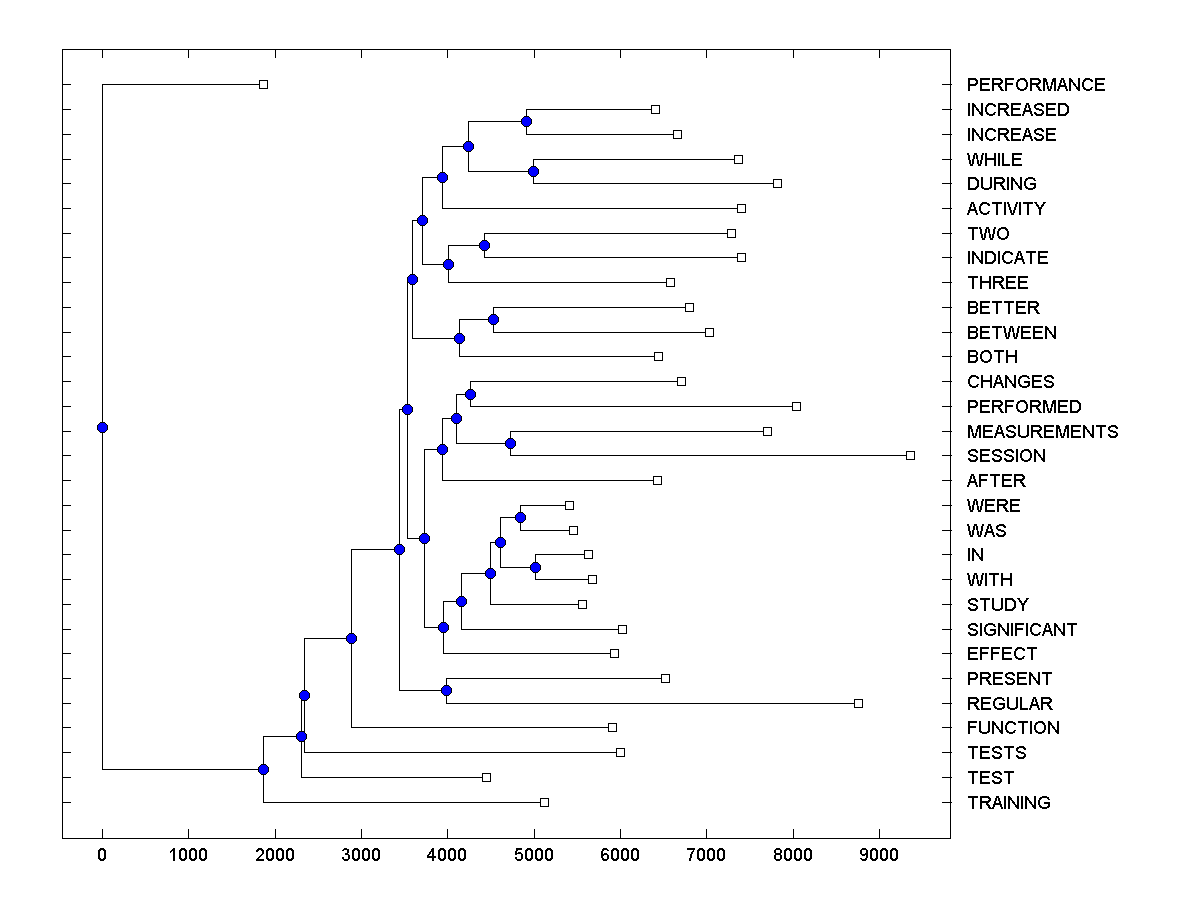 PERFORMANCE
INCREASED
INCREASE
WHILE
DURING
ACTIVITY
TWO
INDICATE
THREE
BETTER
BETWEEN
BOTH
CHANGES
PERFORMED
MEASUREMENTS
SESSION
AFTER
WERE
WAS
IN
WITH
STUDY
SIGNIFICANT
EFFECT
PRESENT
REGULAR
FUNCTION
TESTS
TEST
TRAINING
0 1000 2000 3000 4000 5000 6000 7000 8000 9000